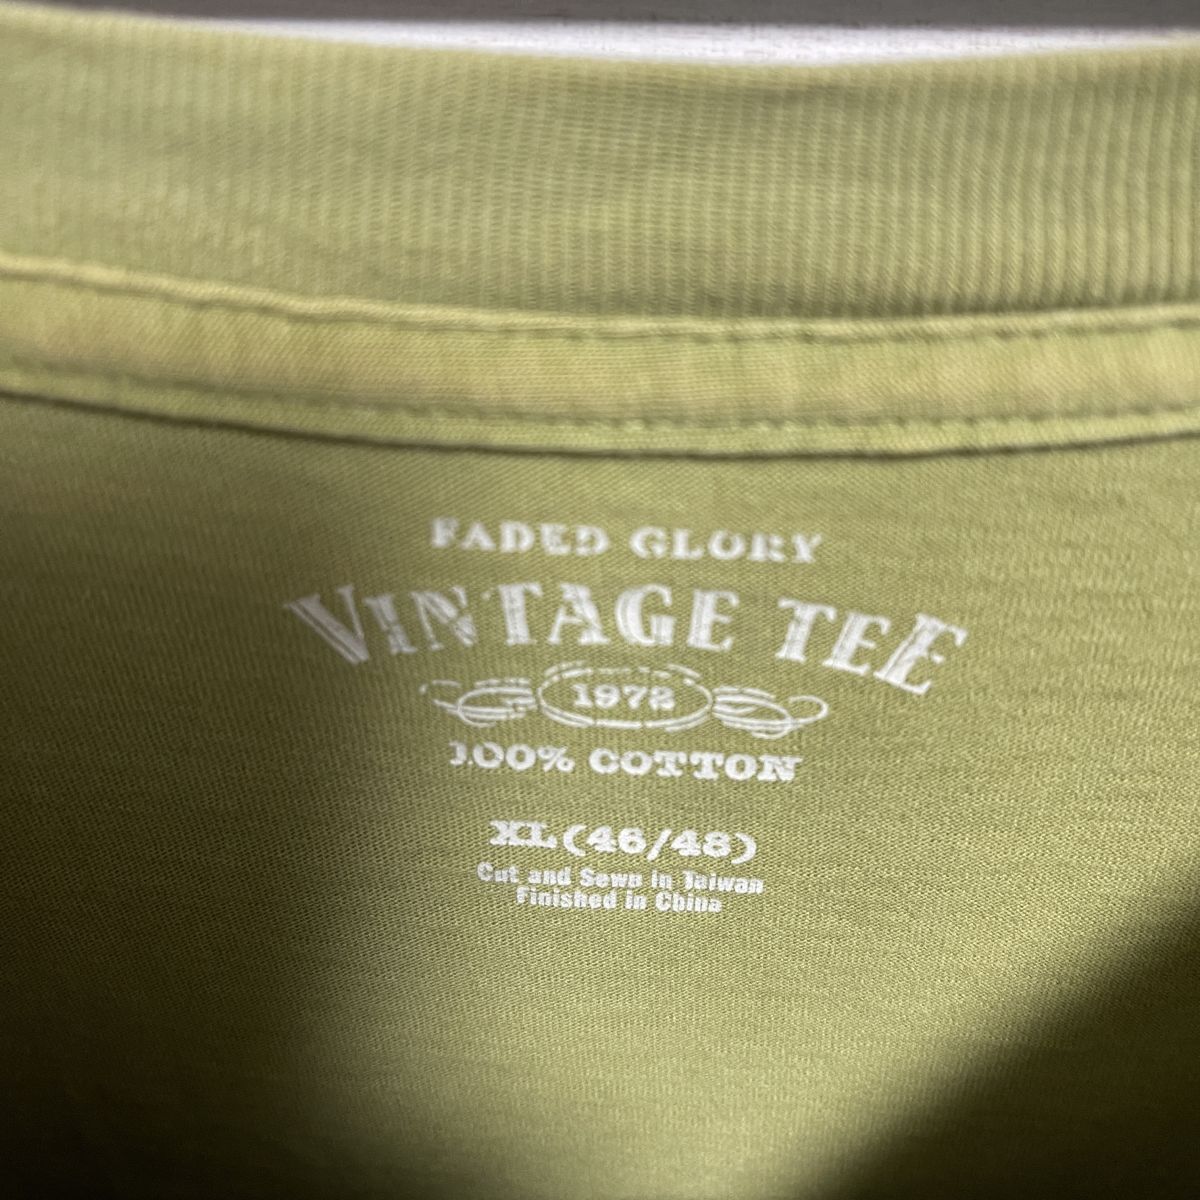 FADED GLORY
VINTAGE TEE
1972
100% COTTON
XL(46/48)
Cut and Sewn in Taiwan
Finished in China